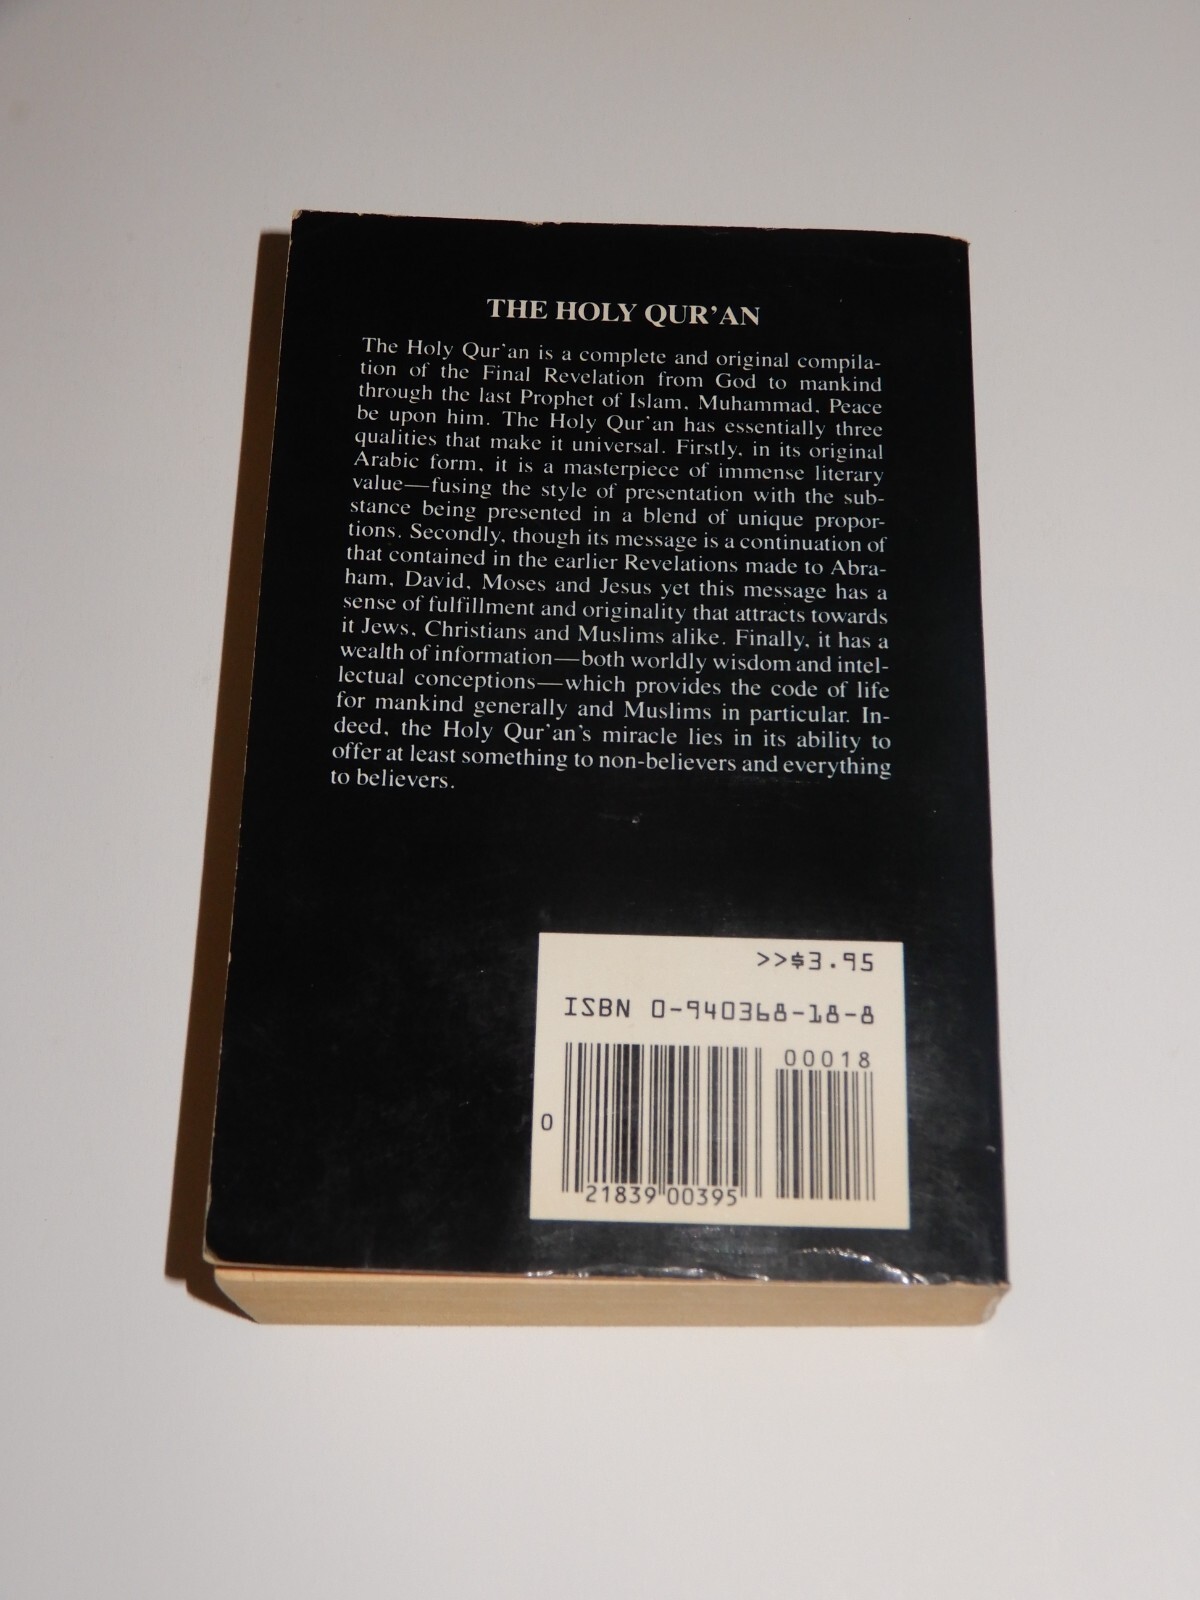 THE HOLY QUR'AN
The Holy Qur'an is a complete and original compila-
tion of the Final Revelation from God to mankind
through the last Prophet of Islam, Muhammad, Peace
be upon him. The Holy Qur'an has essentially three
qualities that make it universal. Firstly, in its original
Arabic form, it is a masterpiece of immense literary
value—fusing the style of presentation with the sub-
stance being presented in a blend of unique propor-
tions. Secondly, though its message is a continuation of
that contained in the earlier Revelations made to Abra-
ham, David, Moses and Jesus yet this message has a
sense of fulfillment and originality that attracts towards
it Jews, Christians and Muslims alike. Finally, it has a
wealth of information—both worldly wisdom and intel-
lectual conceptions—which provides the code of life
for mankind generally and Muslims in particular. In-
deed, the Holy Qur'an's miracle lies in its ability to
offer at least something to non-believers and everything
to believers.
>>$3.95
ISBN 0-940368-18-8
00018
0
21839 00395